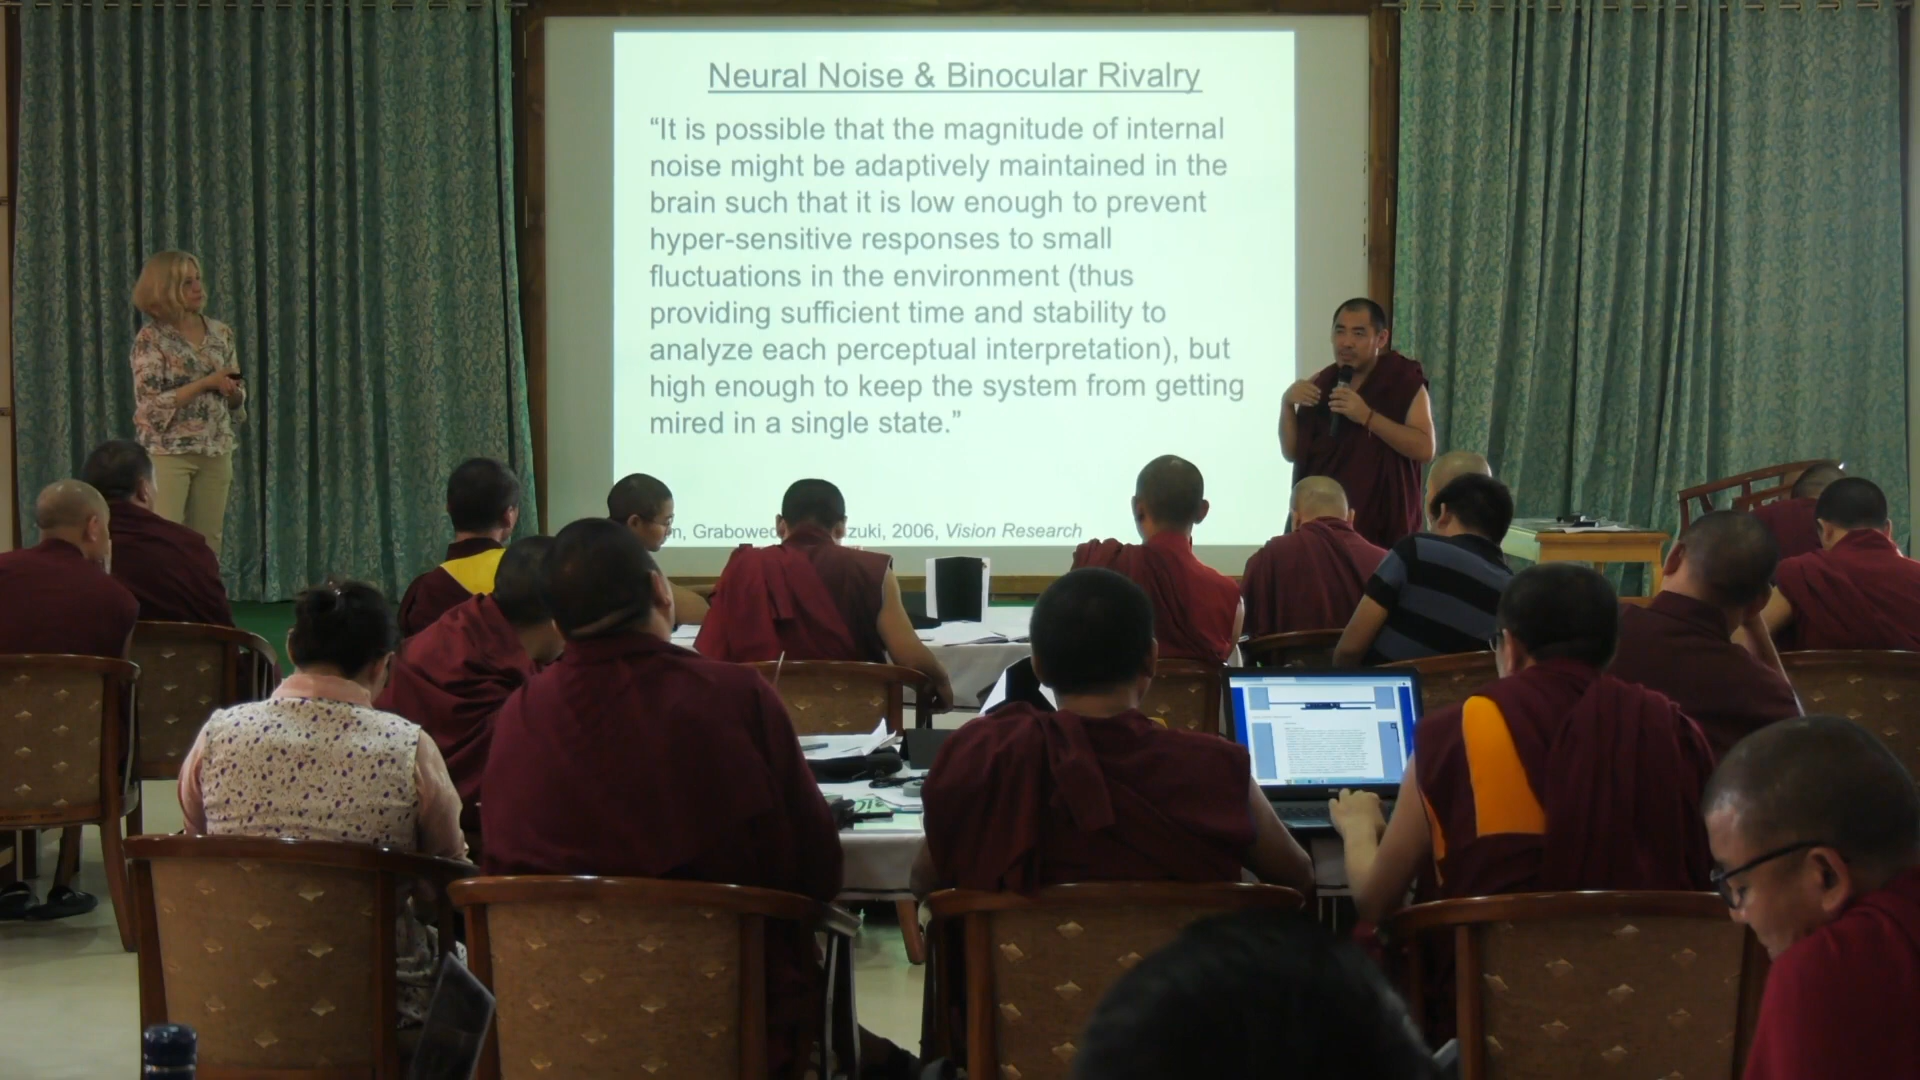 Neural Noise & Binocular Rivalry
“It is possible that the magnitude of internal
noise might be adaptively maintained in the
brain such that it is low enough to prevent
hyper-sensitive responses to small
fluctuations in the environment (thus
providing sufficient time and stability to
analyze each perceptual interpretation), but
high enough to keep the system from getting
mired in a single state.”
2006, Vision Research